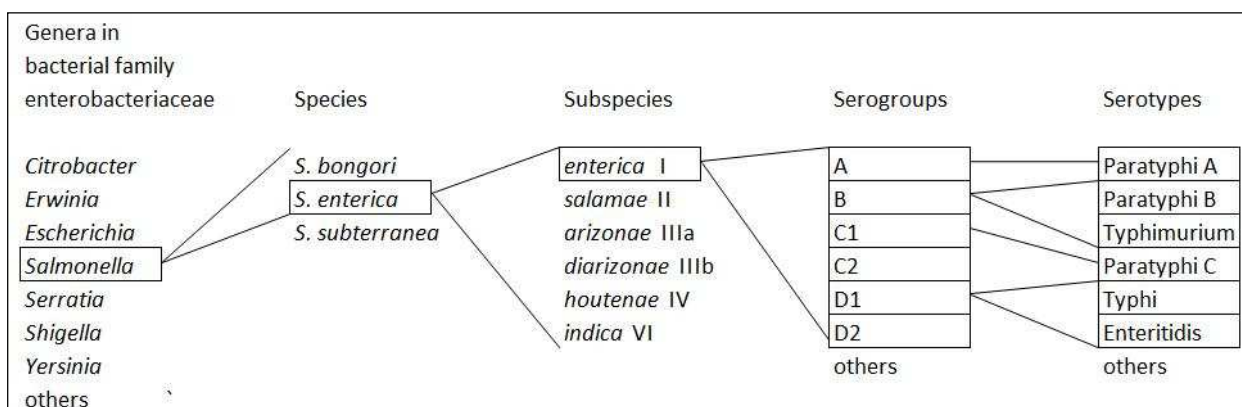 Genera in
bacterial family
enterobacteriaceae Species Subspecies Serogroups Serotypes
Citrobacter S. bongori enterica I A Paratyphi A
Erwinia S. enterica salamae II B Paratyphi B
Escherichia S. subterranea arizonae IIIa C1 Typhimurium
Salmonella diarizonae IIIb C2 Paratyphi C
Serratia houtenae IV D1 Typhi
Shigella indica VI D2 Enteritidis
Yersinia others others
others `